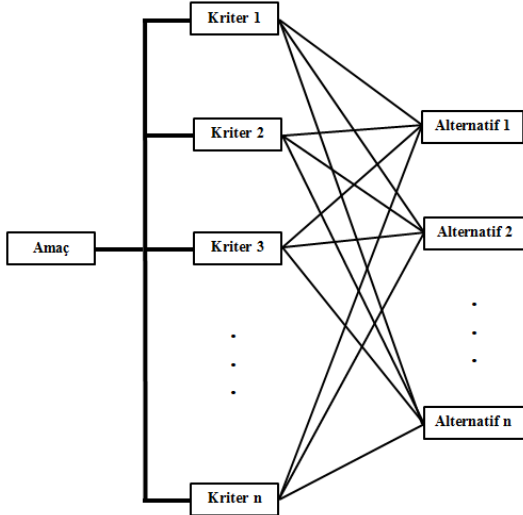 Kriter 1
Kriter 2
Kriter 3
Kriter n
Amaç
Alternatif 1
Alternatif 2
Alternatif n